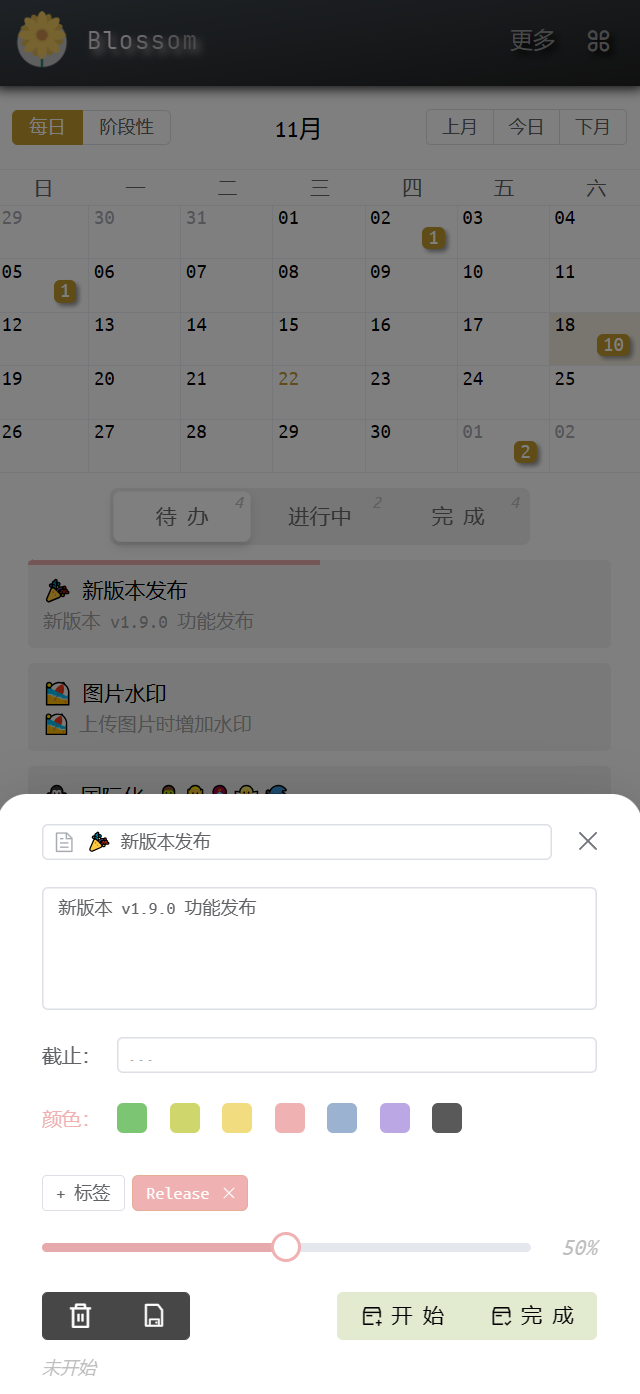 Blossom 更多
每日 阶段性 11月 上月 今日 下月
日 一 二 三 四 五 六
29 30 31 01 02 03 04
1
05 06 07 08 09 10 11
1
12 13 14 15 16 17 18
10
19 20 21 22 23 24 25
26 27 28 29 30 01 02
2
待办 4 进行中 2 完成 4
新版本发布
新版本 v1.9.0 功能发布
图片水印
上传图片时增加水印
国际化
新版本发布
新版本 v1.9.0 功能发布
截止: ...
颜色:
+ 标签 Release
50%
开始 完成
未开始